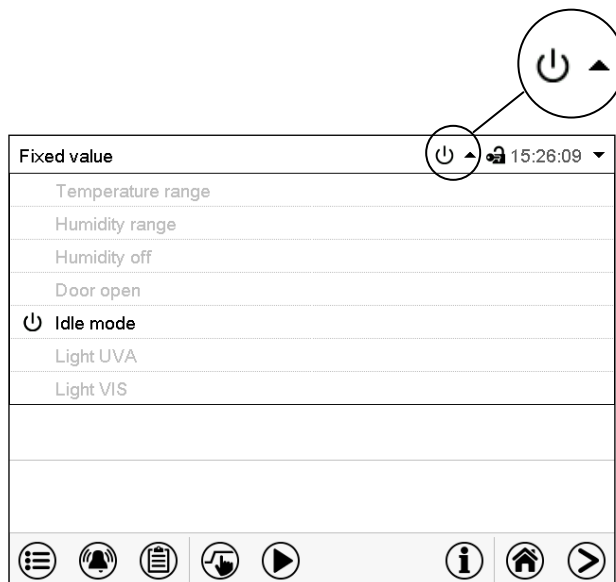 Fixed value 15:26:09
Temperature range
Humidity range
Humidity off
Door open
Idle mode
Light UVA
Light VIS